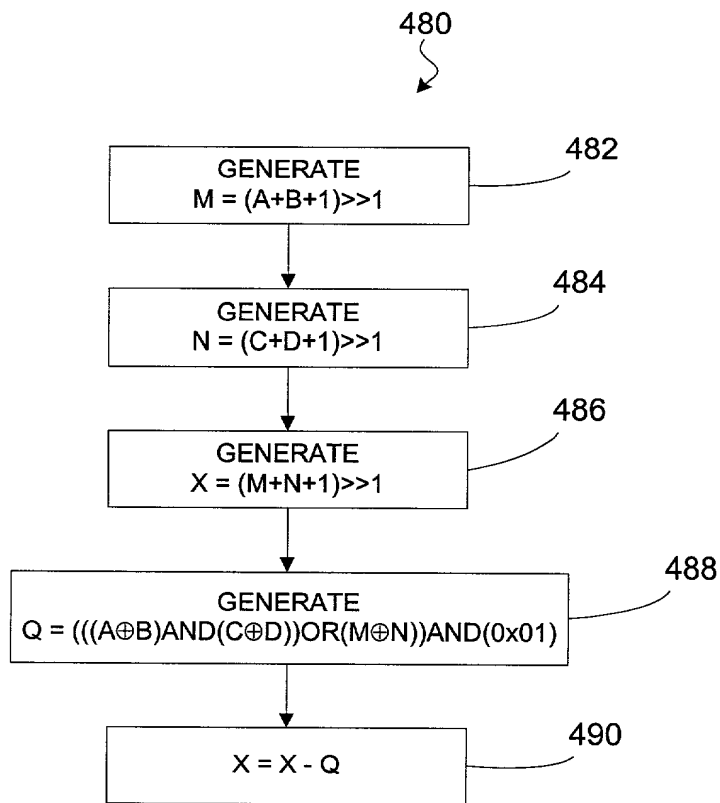 480
GENERATE
M = (A+B+1)>>1
482
GENERATE
N = (C+D+1)>>1
484
GENERATE
X = (M+N+1)>>1
486
GENERATE
Q = (((A⊕B)AND(C⊕D))OR(M⊕N))AND(0x01)
488
X = X - Q
490